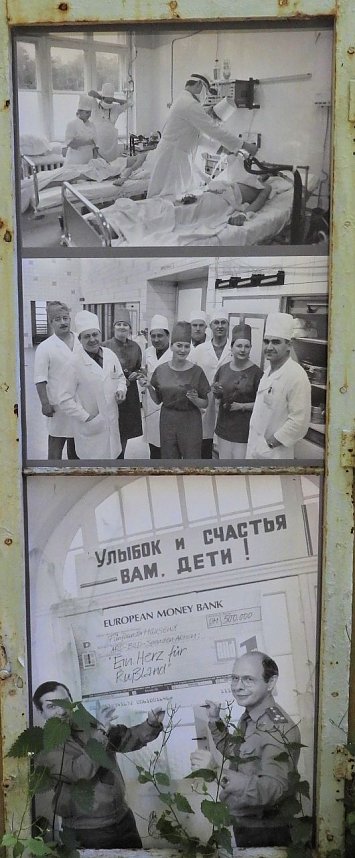 УЛЫБОК И СЧАСТЬЯ
ВАМ, ДЕТИ!
EUROPEAN MONEY BANK
DM 500.000
"Ein Herz für
Rußland"